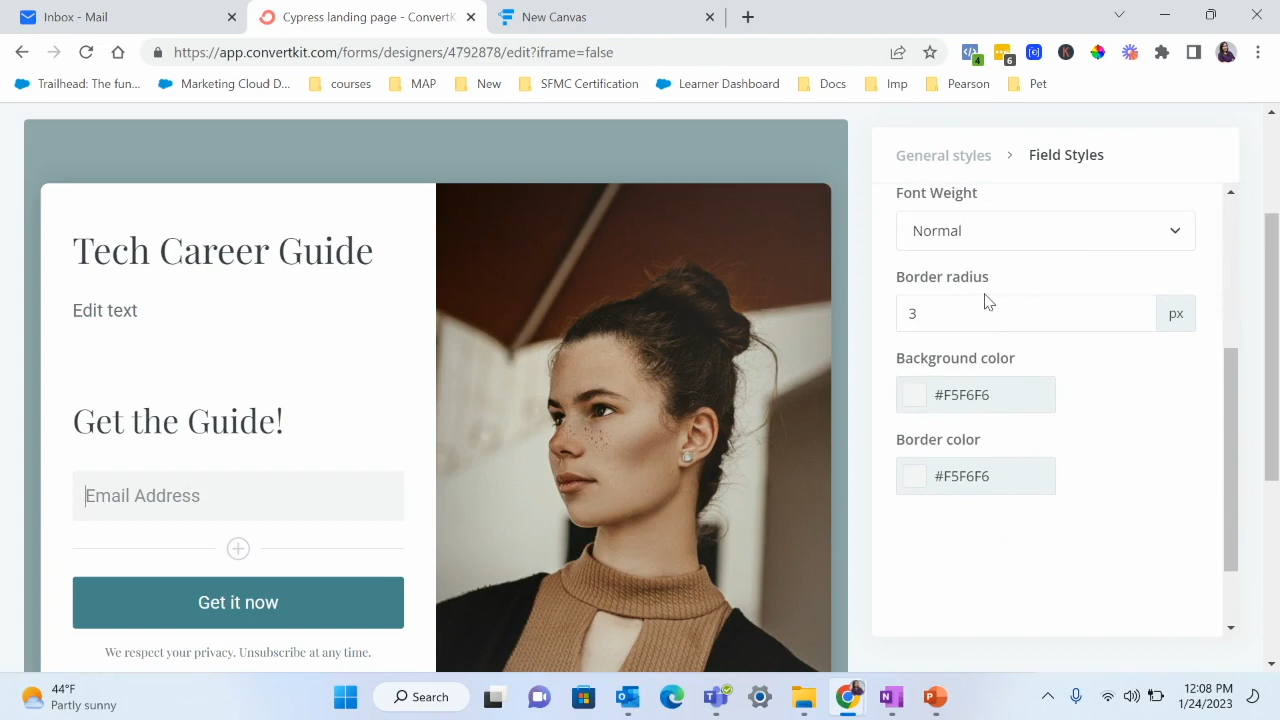 Inbox - Mail
Cypress landing page - ConvertK
New Canvas
https://app.convertkit.com/forms/designers/4792878/edit?iframe=false
4
6
K
Trailhead: The fun...
Marketing Cloud D...
courses
MAP
New
SFMC Certification
Learner Dashboard
Docs
Imp
Pearson
Pet
General styles > Field Styles
Font Weight
Normal
Border radius
3
px
Background color
#F5F6F6
Border color
#F5F6F6
Tech Career Guide
Edit text
Get the Guide!
Email Address
Get it now
We respect your privacy. Unsubscribe at any time.
44°F
Partly sunny
Search
12:08 PM
1/24/2023